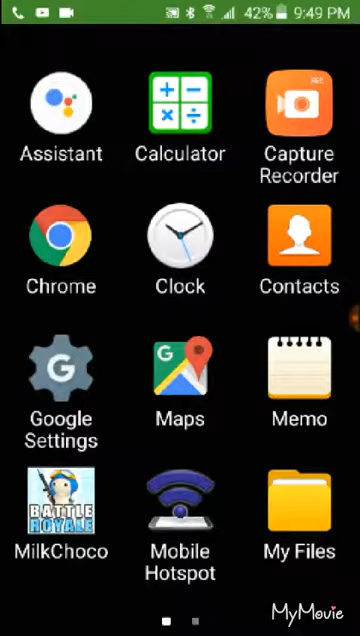 42% 9:49 PM
REC
Assistant Calculator Capture
Recorder
Chrome Clock Contacts
G
G
Google Maps Memo
Settings
BATTLE
ROYALE
MilkChoco Mobile My Files
Hotspot
MyMovie